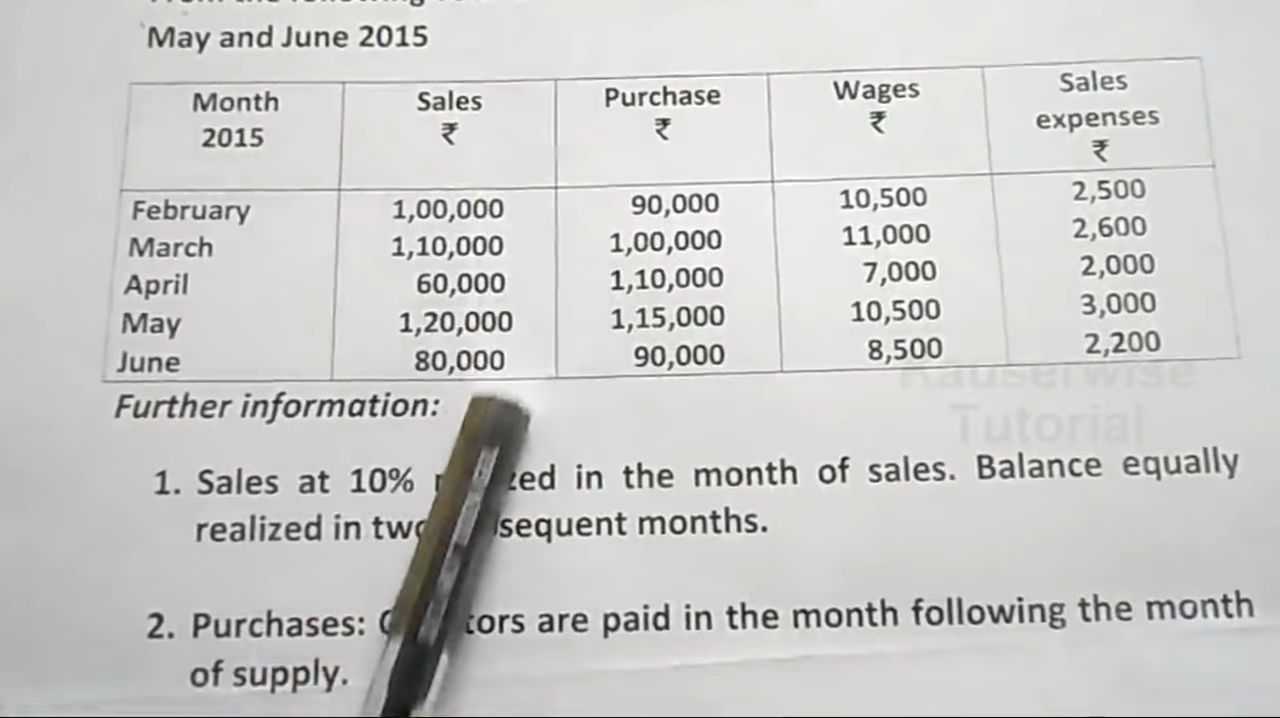 May and June 2015
Month 2015 Sales ₹ Purchase ₹ Wages ₹ Sales expenses ₹
February 1,00,000 90,000 10,500 2,500
March 1,10,000 1,00,000 11,000 2,600
April 60,000 1,10,000 7,000 2,000
May 1,20,000 1,15,000 10,500 3,000
June 80,000 90,000 8,500 2,200
Kauserwise
Tutorial
Further information:
1. Sales at 10% in the month of sales. Balance equally
realized in months.
2. Purchases: are paid in the month following the month
of supply.